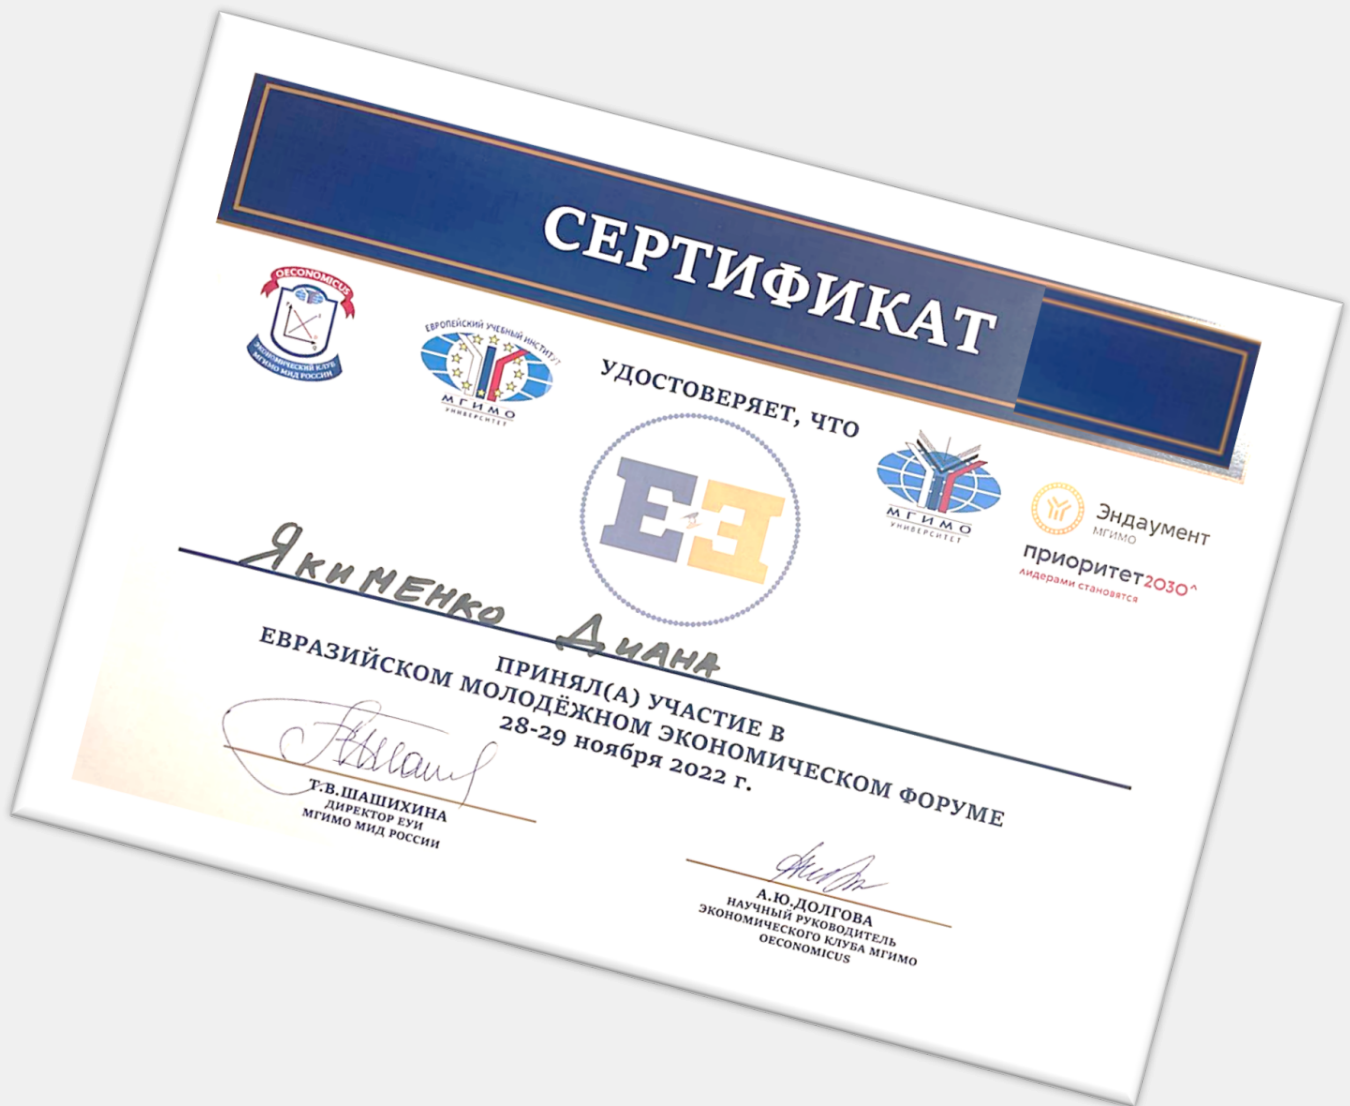 СЕРТИФИКАТ
OECONOMICUS
ЭКОНОМИЧЕСКИЙ КЛУБ
МГИМО МИД РОССИИ
ЕВРОПЕЙСКИЙ УЧЕБНЫЙ ИНСТИТУТ
МГИМО
УНИВЕРСИТЕТ
УДОСТОВЕРЯЕТ, ЧТО
ЕЭ
МГИМО
УНИВЕРСИТЕТ
Эндаумент
МГИМО
приоритет2030^
лидерами становятся
Якименко Диана
ПРИНЯЛ(А) УЧАСТИЕ В
ЕВРАЗИЙСКОМ МОЛОДЁЖНОМ ЭКОНОМИЧЕСКОМ ФОРУМЕ
28-29 ноября 2022 г.
Т.В.ШАШИХИНА
ДИРЕКТОР ЕУИ
МГИМО МИД РОССИИ
А.Ю.ДОЛГОВА
НАУЧНЫЙ РУКОВОДИТЕЛЬ
ЭКОНОМИЧЕСКОГО КЛУБА МГИМО
OECONOMICUS